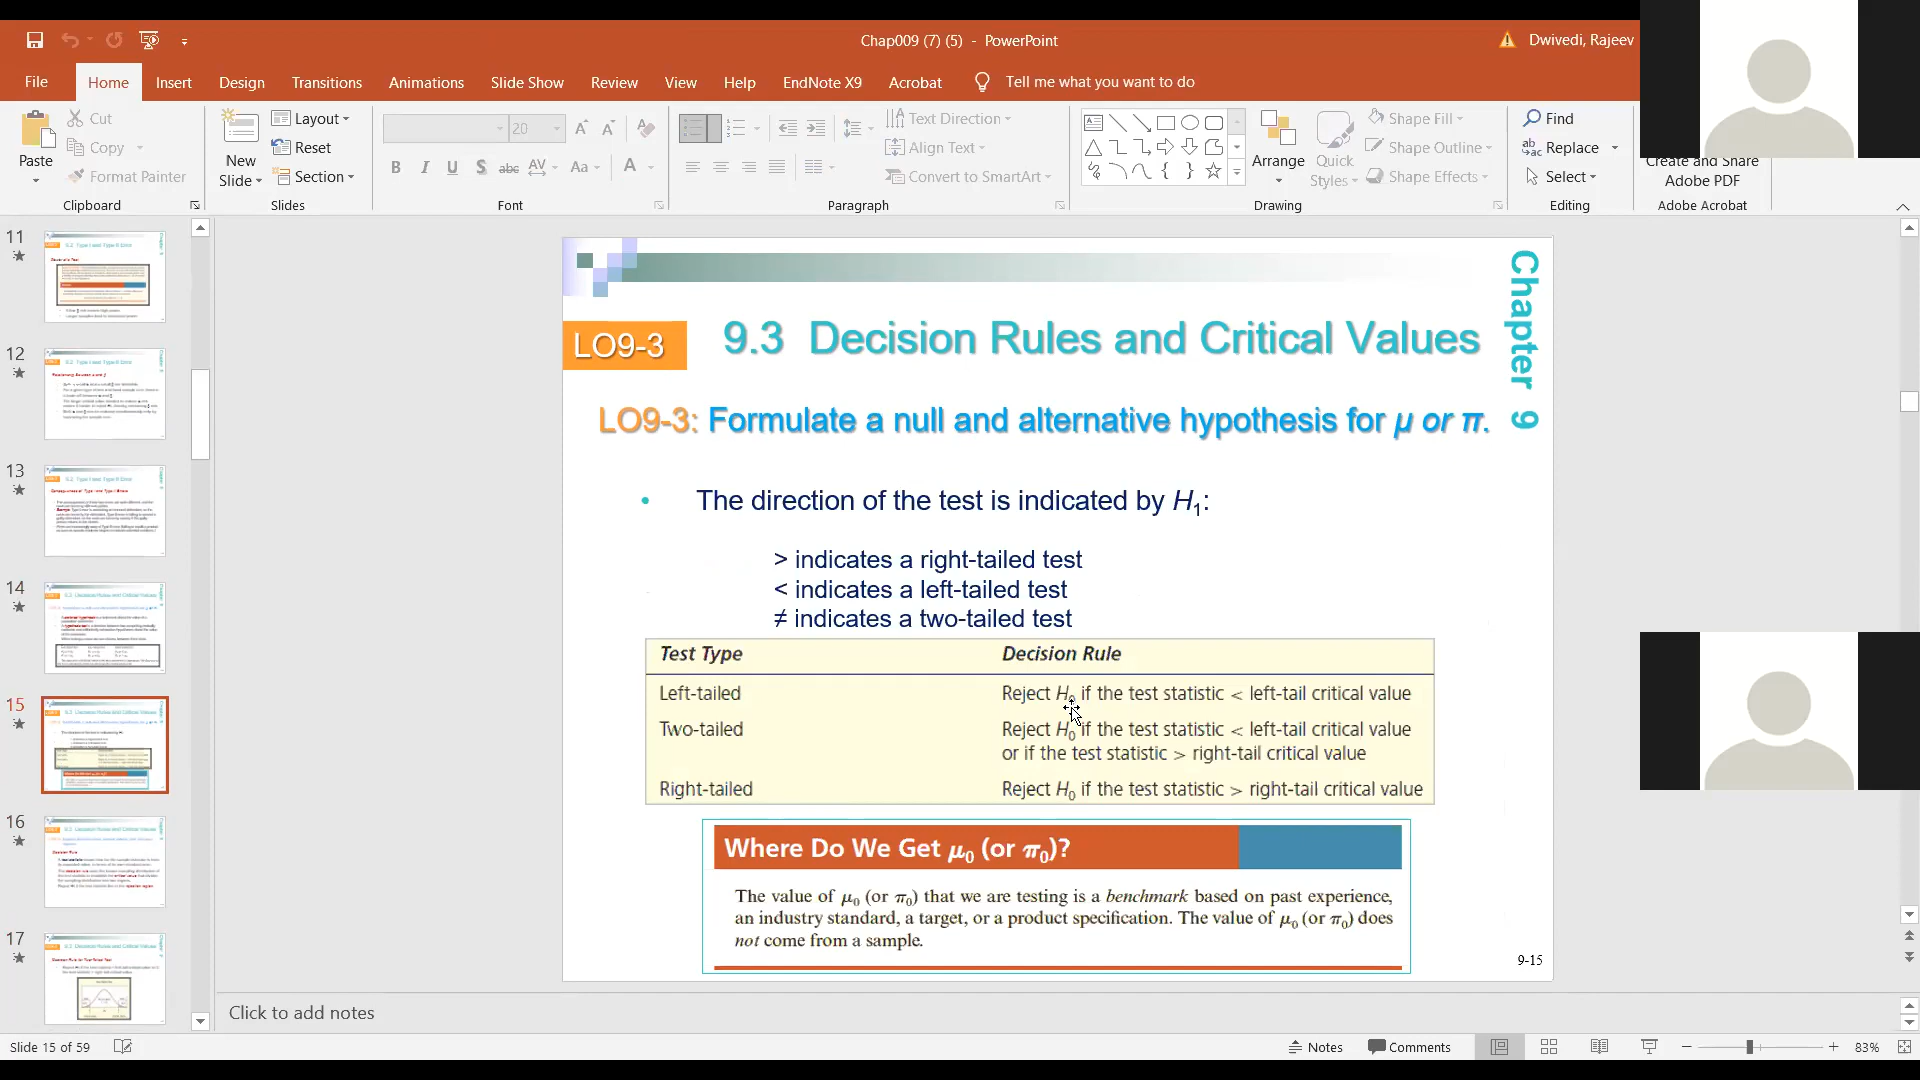 Chap009 (7) (5) - PowerPoint
Dwivedi, Rajeev
File Home Insert Design Transitions Animations Slide Show Review View Help EndNote X9 Acrobat Tell me what you want to do
Paste
Cut
Copy
Format Painter
Clipboard
New Slide
Layout
Reset
Section
Slides
20
B I U S abc AV Aa A
Font
Text Direction
Align Text
Convert to SmartArt
Paragraph
Arrange
Quick Styles
Shape Fill
Shape Outline
Shape Effects
Drawing
Find
Replace
Select
Editing
Create and Share
Adobe PDF
Adobe Acrobat
11
12
13
14
15
16
17
Chapter 9
LO9-3
9.3 Decision Rules and Critical Values
LO9-3: Formulate a null and alternative hypothesis for μ or π.
• The direction of the test is indicated by H₁:
> indicates a right-tailed test
< indicates a left-tailed test
≠ indicates a two-tailed test
Test Type Decision Rule
Left-tailed Reject H₀ if the test statistic < left-tail critical value
Two-tailed Reject H₀ if the test statistic < left-tail critical value
or if the test statistic > right-tail critical value
Right-tailed Reject H₀ if the test statistic > right-tail critical value
Where Do We Get μ₀ (or π₀)?
The value of μ₀ (or π₀) that we are testing is a benchmark based on past experience,
an industry standard, a target, or a product specification. The value of μ₀ (or π₀) does
not come from a sample.
9-15
Click to add notes
Slide 15 of 59
Notes Comments 83%